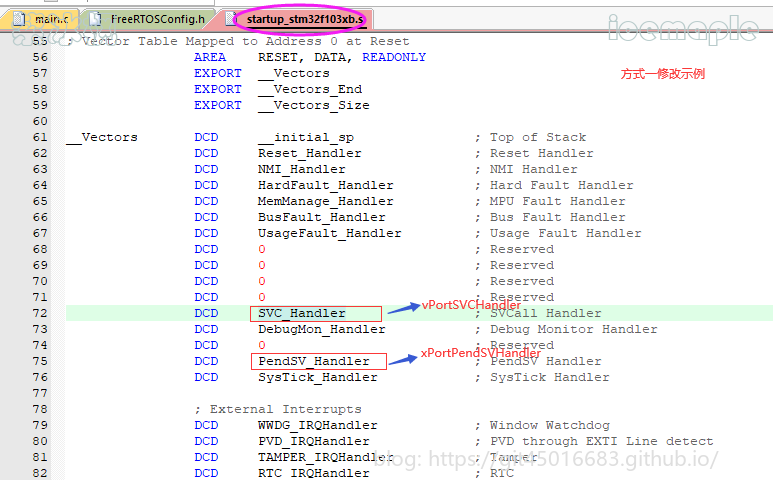 main.c FreeRTOSConfig.h startup_stm32f103xb.s
ioemaple
55 ; Vector Table Mapped to Address 0 at Reset
56 AREA RESET, DATA, READONLY
57 EXPORT __Vectors 方式一修改示例
58 EXPORT __Vectors_End
59 EXPORT __Vectors_Size
60
61 __Vectors DCD __initial_sp ; Top of Stack
62 DCD Reset_Handler ; Reset Handler
63 DCD NMI_Handler ; NMI Handler
64 DCD HardFault_Handler ; Hard Fault Handler
65 DCD MemManage_Handler ; MPU Fault Handler
66 DCD BusFault_Handler ; Bus Fault Handler
67 DCD UsageFault_Handler ; Usage Fault Handler
68 DCD 0 ; Reserved
69 DCD 0 ; Reserved
70 DCD 0 ; Reserved
71 DCD 0 ; Reserved
vPortSVCHandler
72 DCD SVC_Handler ; SVCall Handler
73 DCD DebugMon_Handler ; Debug Monitor Handler
74 DCD 0 ; Reserved
xPortPendSVHandler
75 DCD PendSV_Handler ; PendSV Handler
76 DCD SysTick_Handler ; SysTick Handler
77
78 ; External Interrupts
79 DCD WWDG_IRQHandler ; Window Watchdog
80 DCD PVD_IRQHandler ; PVD through EXTI Line detect
81 DCD TAMPER_IRQHandler ; Tamper
blog: https://git45016683.github.io/
82 DCD RTC_IRQHandler ; RTC